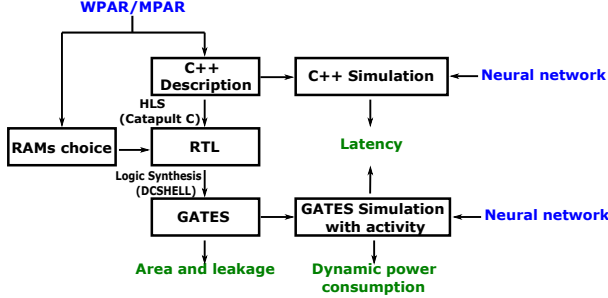 WPAR/MPAR
C++
Description
C++ Simulation
Neural network
HLS
(Catapult C)
RAMs choice
RTL
Latency
Logic Synthesis
(DCSHELL)
GATES
GATES Simulation
with activity
Neural network
Area and leakage
Dynamic power
consumption